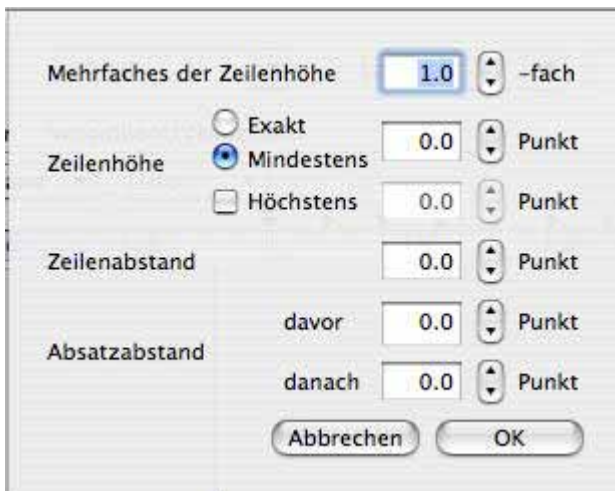 Mehrfaches der Zeilenhöhe 1.0 -fach
Exakt
Zeilenhöhe 0.0 Punkt
Mindestens
Höchstens 0.0 Punkt
Zeilenabstand 0.0 Punkt
davor 0.0 Punkt
Absatzabstand
danach 0.0 Punkt
Abbrechen OK